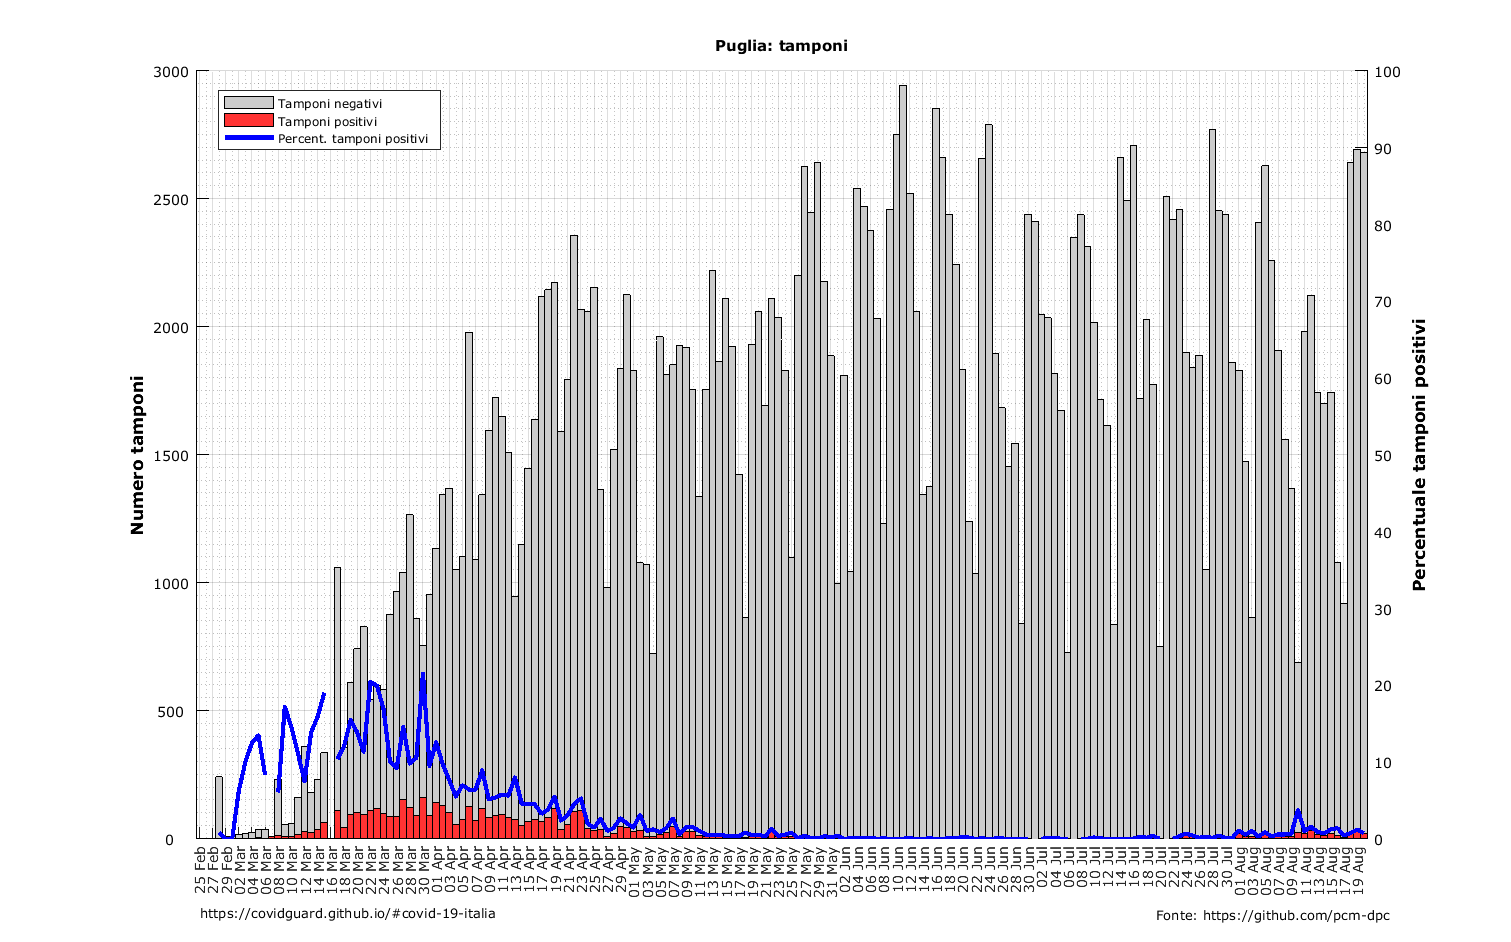 Puglia: tamponi
Tamponi negativi
Tamponi positivi
Percent. tamponi positivi
Numero tamponi
3000
2500
2000
1500
1000
500
0
Percentuale tamponi positivi
100
90
80
70
60
50
40
30
20
10
0
25 Feb
27 Feb
29 Feb
02 Mar
04 Mar
06 Mar
08 Mar
10 Mar
12 Mar
14 Mar
16 Mar
18 Mar
20 Mar
22 Mar
24 Mar
26 Mar
28 Mar
30 Mar
01 Apr
03 Apr
05 Apr
07 Apr
09 Apr
11 Apr
13 Apr
15 Apr
17 Apr
19 Apr
21 Apr
23 Apr
25 Apr
27 Apr
29 Apr
01 May
03 May
05 May
07 May
09 May
11 May
13 May
15 May
17 May
19 May
21 May
23 May
25 May
27 May
29 May
31 May
02 Jun
04 Jun
06 Jun
08 Jun
10 Jun
12 Jun
14 Jun
16 Jun
18 Jun
20 Jun
22 Jun
24 Jun
26 Jun
28 Jun
30 Jun
02 Jul
04 Jul
06 Jul
08 Jul
10 Jul
12 Jul
14 Jul
16 Jul
18 Jul
20 Jul
22 Jul
24 Jul
26 Jul
28 Jul
30 Jul
01 Aug
03 Aug
05 Aug
07 Aug
09 Aug
11 Aug
13 Aug
15 Aug
17 Aug
19 Aug
https://covidguard.github.io/#covid-19-italia
Fonte: https://github.com/pcm-dpc